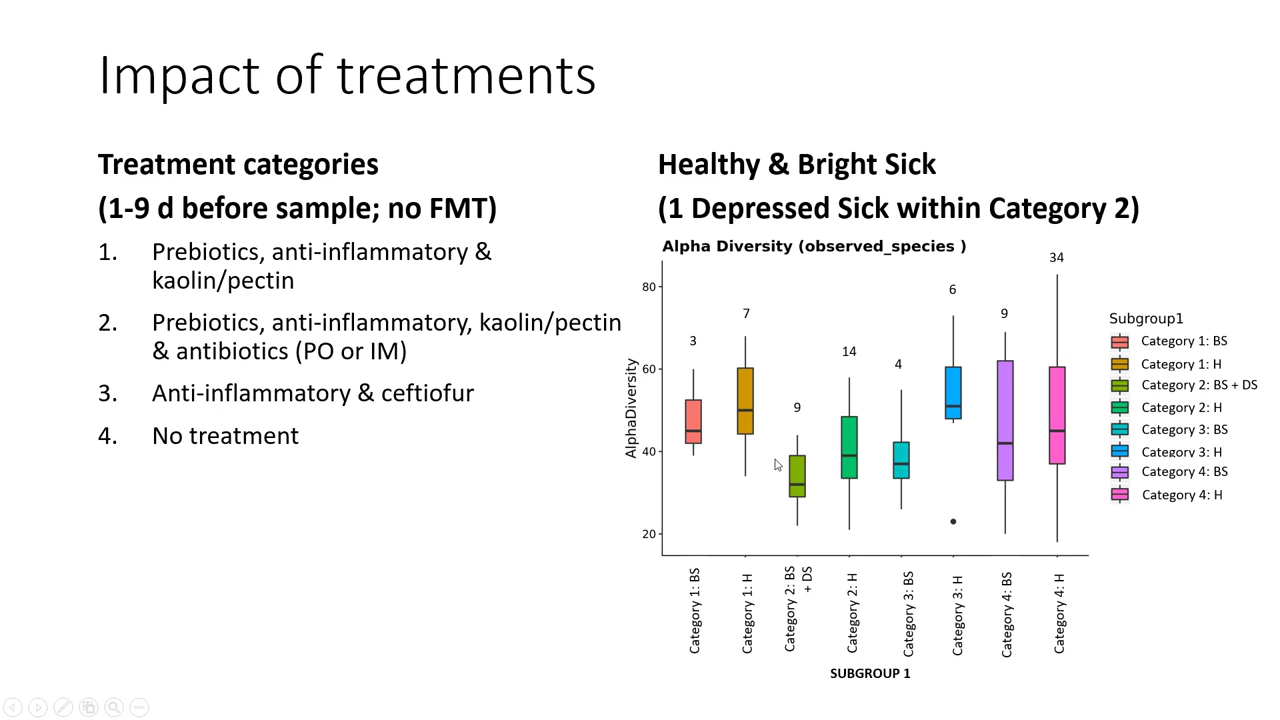 Impact of treatments
Treatment categories
(1-9 d before sample; no FMT)
1. Prebiotics, anti-inflammatory &
kaolin/pectin
2. Prebiotics, anti-inflammatory, kaolin/pectin
& antibiotics (PO or IM)
3. Anti-inflammatory & ceftiofur
4. No treatment
Healthy & Bright Sick
(1 Depressed Sick within Category 2)
Alpha Diversity (observed_species )
AlphaDiversity
80
60
40
20
3
7
9
14
4
6
9
34
Category 1: BS
Category 1: H
Category 2: BS
+ DS
Category 2: H
Category 3: BS
Category 3: H
Category 4: BS
Category 4: H
SUBGROUP 1
Subgroup1
Category 1: BS
Category 1: H
Category 2: BS + DS
Category 2: H
Category 3: BS
Category 3: H
Category 4: BS
Category 4: H